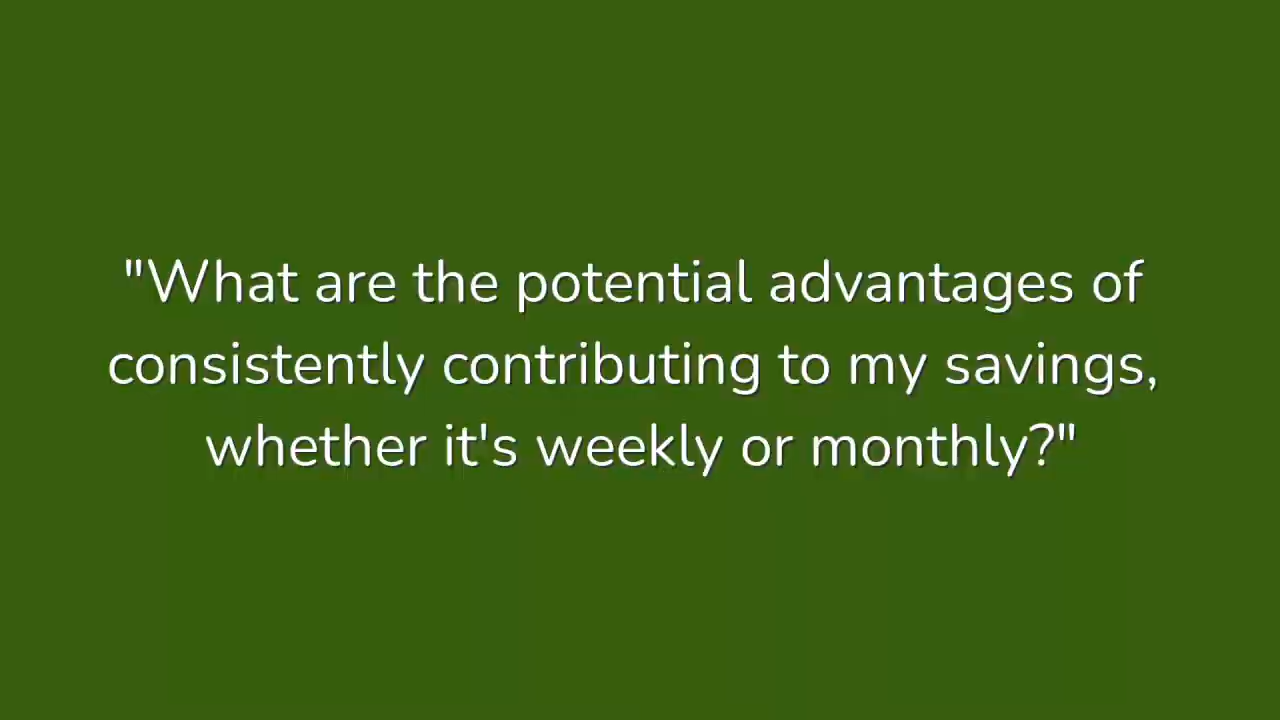 "What are the potential advantages of
consistently contributing to my savings,
whether it's weekly or monthly?"